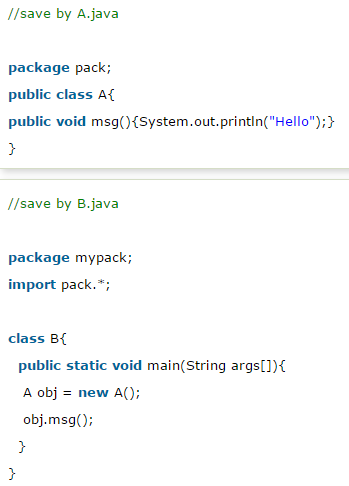 //save by A.java
package pack;
public class A{
public void msg(){System.out.println("Hello");}
}
//save by B.java
package mypack;
import pack.*;
class B{
public static void main(String args[]){
A obj = new A();
obj.msg();
}
}